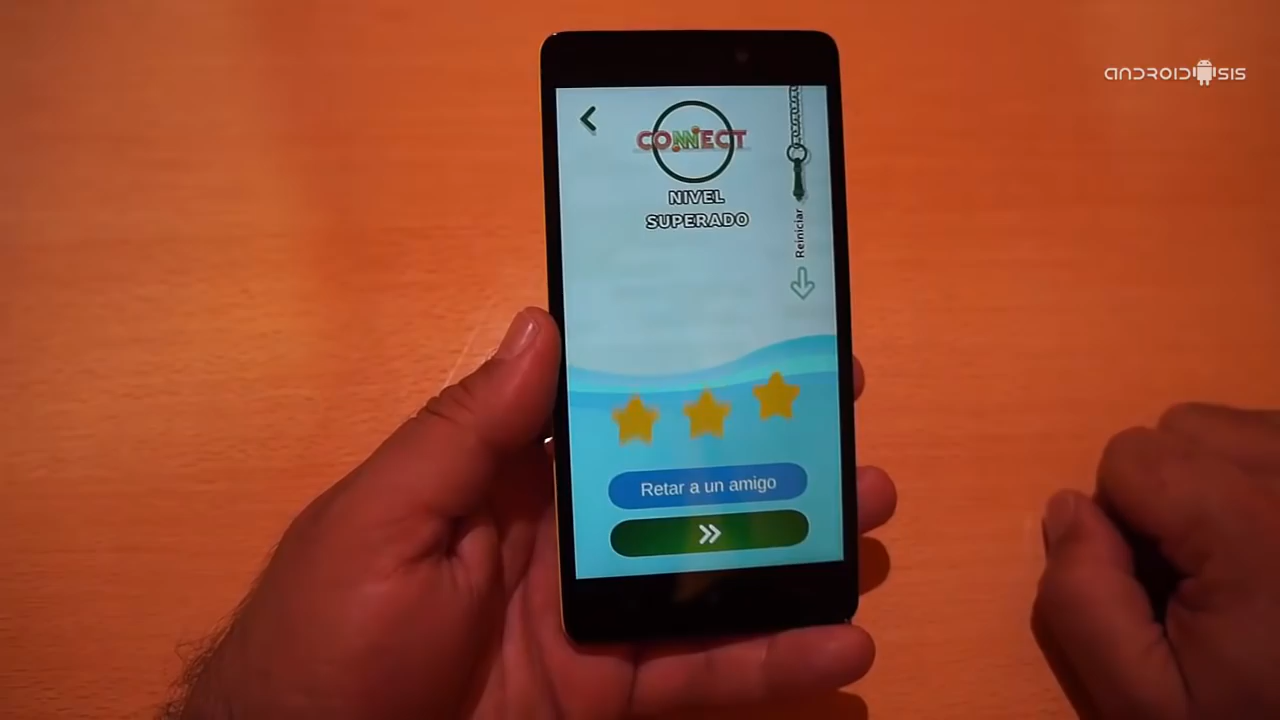 ANDROIDSIS
CONNECT
NIVEL
SUPERADO
Reiniciar
Retar a un amigo